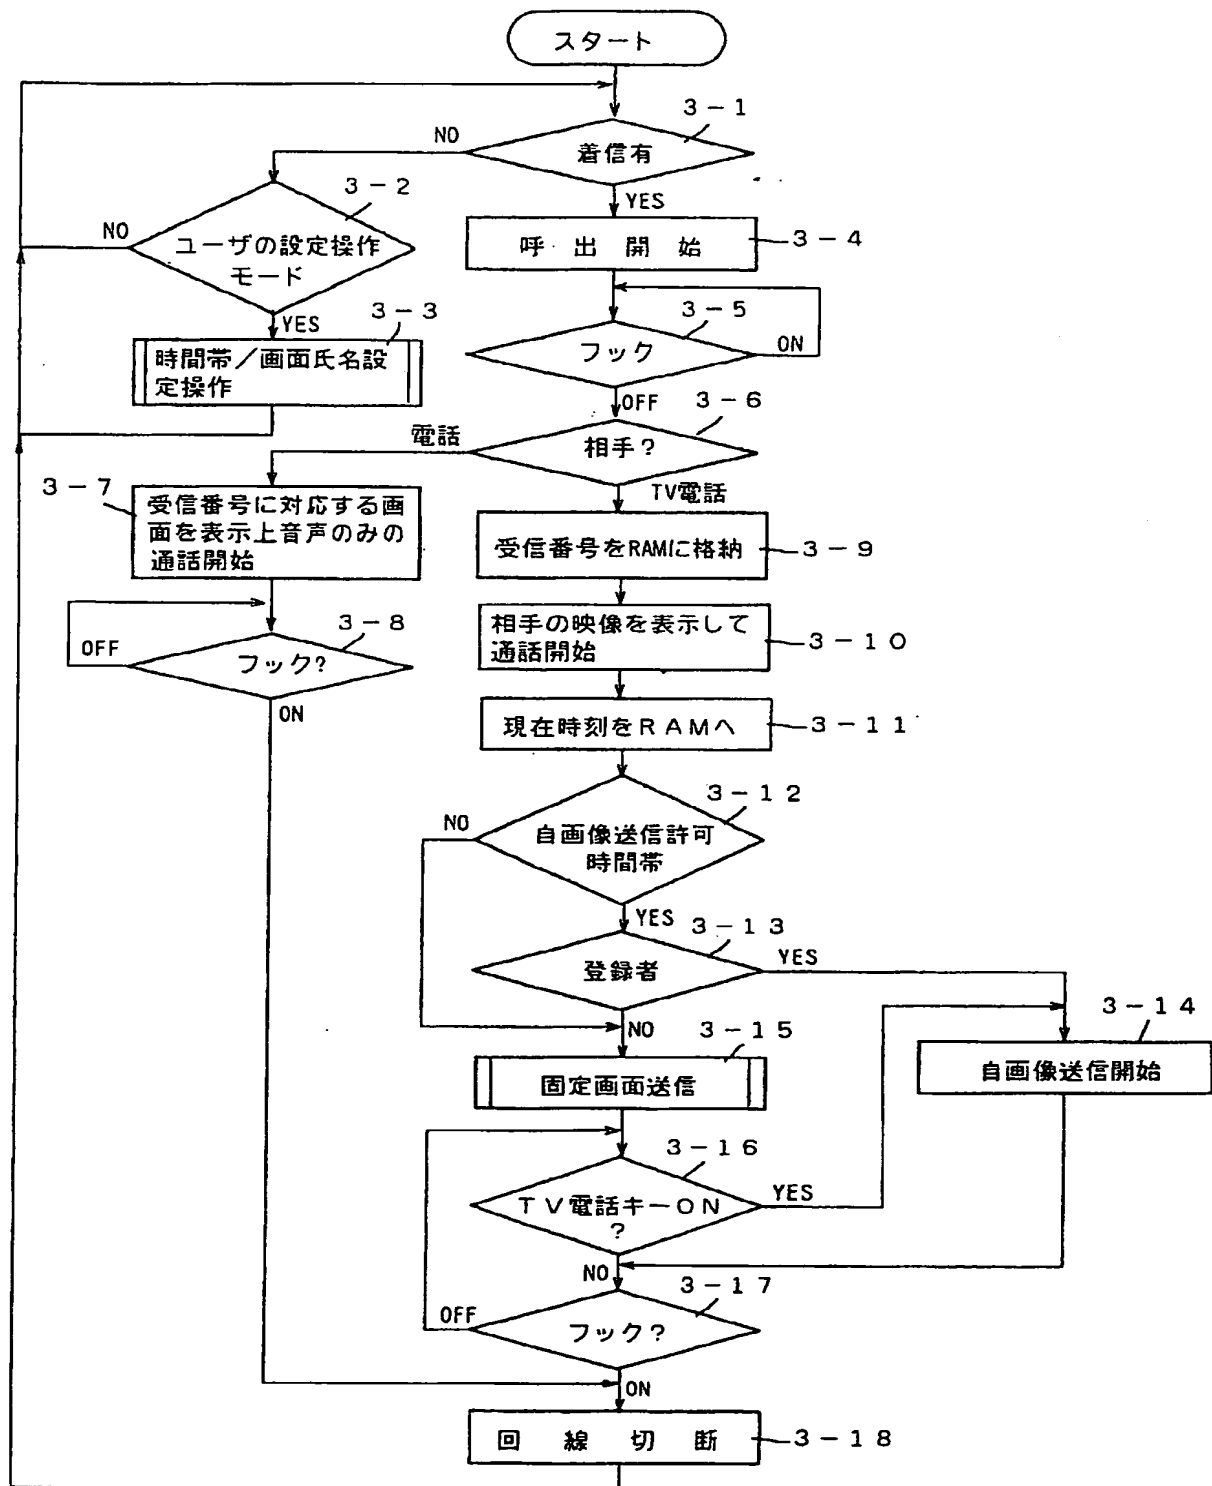 スタート
3-1
NO
着信有
YES
3-2
NO
ユーザの設定操作
モード
YES
呼出開始
3-4
3-3
時間帯/画面氏名設
定操作
3-5
フック
ON
OFF
3-6
相手?
電話
TV電話
3-7
受信番号に対応する画
面を表示上音声のみの
通話開始
受信番号をRAMに格納
3-9
3-8
OFF
フック?
ON
相手の映像を表示して
通話開始
3-10
現在時刻をRAMへ
3-11
3-12
NO
自画像送信許可
時間帯
YES
3-13
登録者
YES
NO
3-14
自画像送信開始
3-15
固定画面送信
3-16
TV電話キーON
?
YES
NO
3-17
OFF
フック?
ON
回線切断
3-18